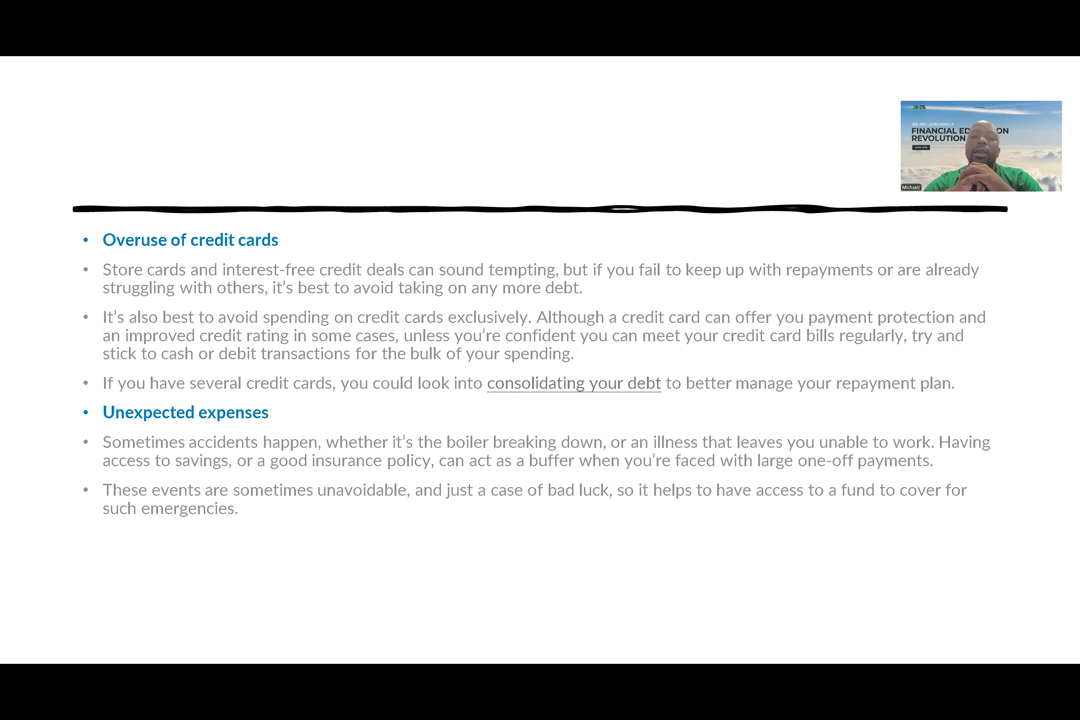 FINANCIAL ED ON
REVOLUTION
Michael
• Overuse of credit cards
• Store cards and interest-free credit deals can sound tempting, but if you fail to keep up with repayments or are already
struggling with others, it's best to avoid taking on any more debt.
• It's also best to avoid spending on credit cards exclusively. Although a credit card can offer you payment protection and
an improved credit rating in some cases, unless you're confident you can meet your credit card bills regularly, try and
stick to cash or debit transactions for the bulk of your spending.
• If you have several credit cards, you could look into consolidating your debt to better manage your repayment plan.
• Unexpected expenses
• Sometimes accidents happen, whether it's the boiler breaking down, or an illness that leaves you unable to work. Having
access to savings, or a good insurance policy, can act as a buffer when you're faced with large one-off payments.
• These events are sometimes unavoidable, and just a case of bad luck, so it helps to have access to a fund to cover for
such emergencies.